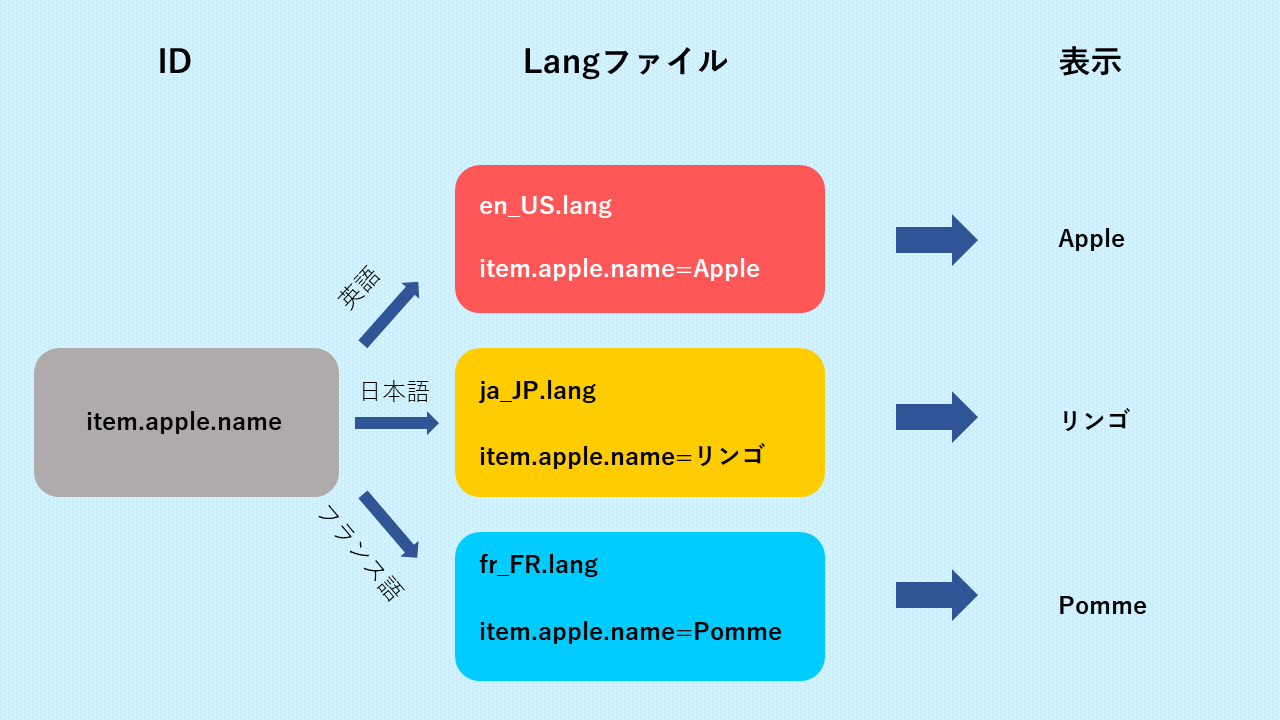 ID
Langファイル
表示
en_US.lang
item.apple.name=Apple
Apple
英語
item.apple.name
日本語
ja_JP.lang
item.apple.name=リンゴ
リンゴ
フランス語
fr_FR.lang
item.apple.name=Pomme
Pomme